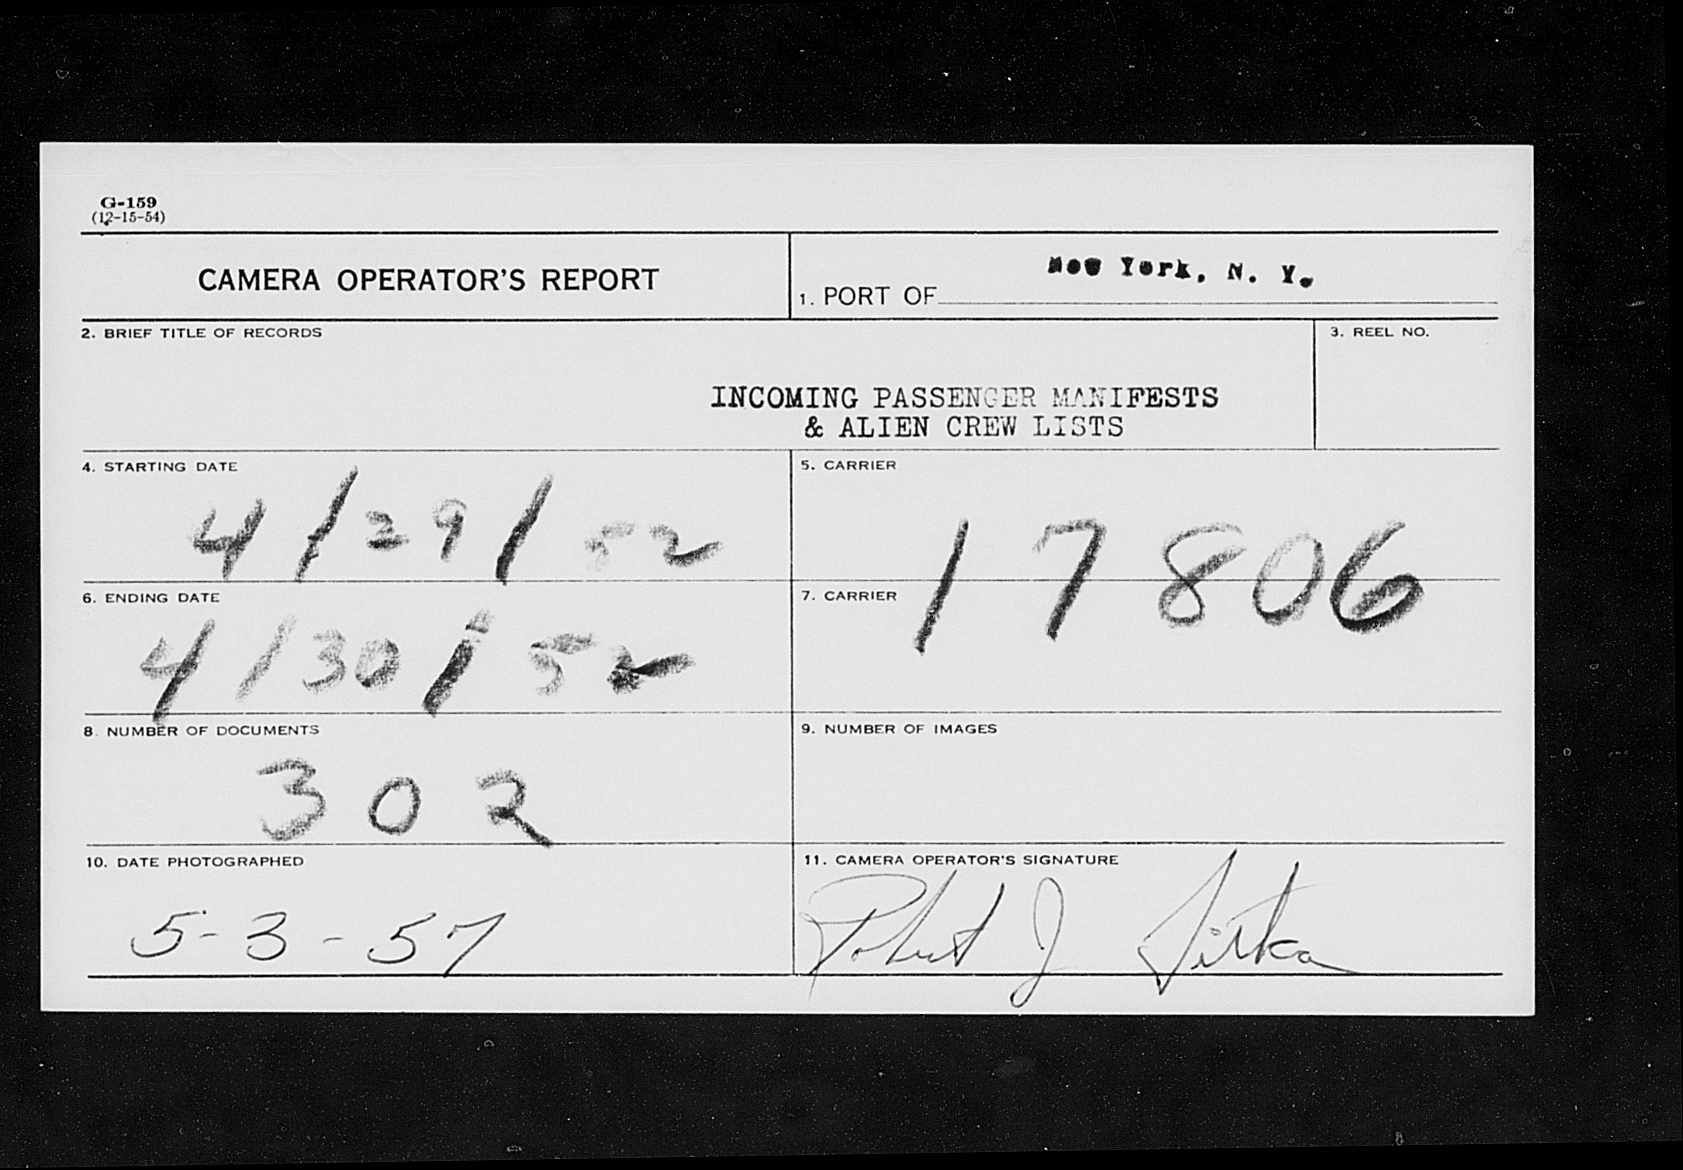 G-159
(12-15-54)
CAMERA OPERATOR'S REPORT
1. PORT OF New York, N. Y.
2. BRIEF TITLE OF RECORDS
3. REEL NO.
INCOMING PASSENGER MANIFESTS
& ALIEN CREW LISTS
4. STARTING DATE
4/29/52
5. CARRIER
17806
6. ENDING DATE
4/30/52
7. CARRIER
8. NUMBER OF DOCUMENTS
302
9. NUMBER OF IMAGES
10. DATE PHOTOGRAPHED
5-3-57
11. CAMERA OPERATOR'S SIGNATURE
Robert J